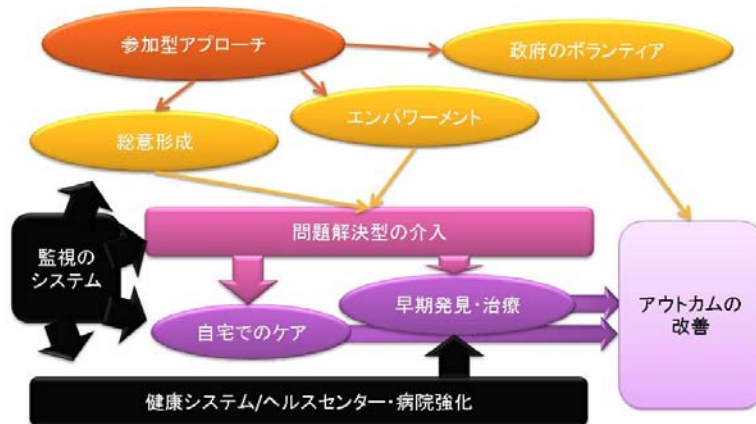 参加型アプローチ
政府のボランティア
総意形成
エンパワーメント
監視の
システム
問題解決型の介入
早期発見・治療
自宅でのケア
アウトカムの
改善
健康システム/ヘルスセンター・病院強化